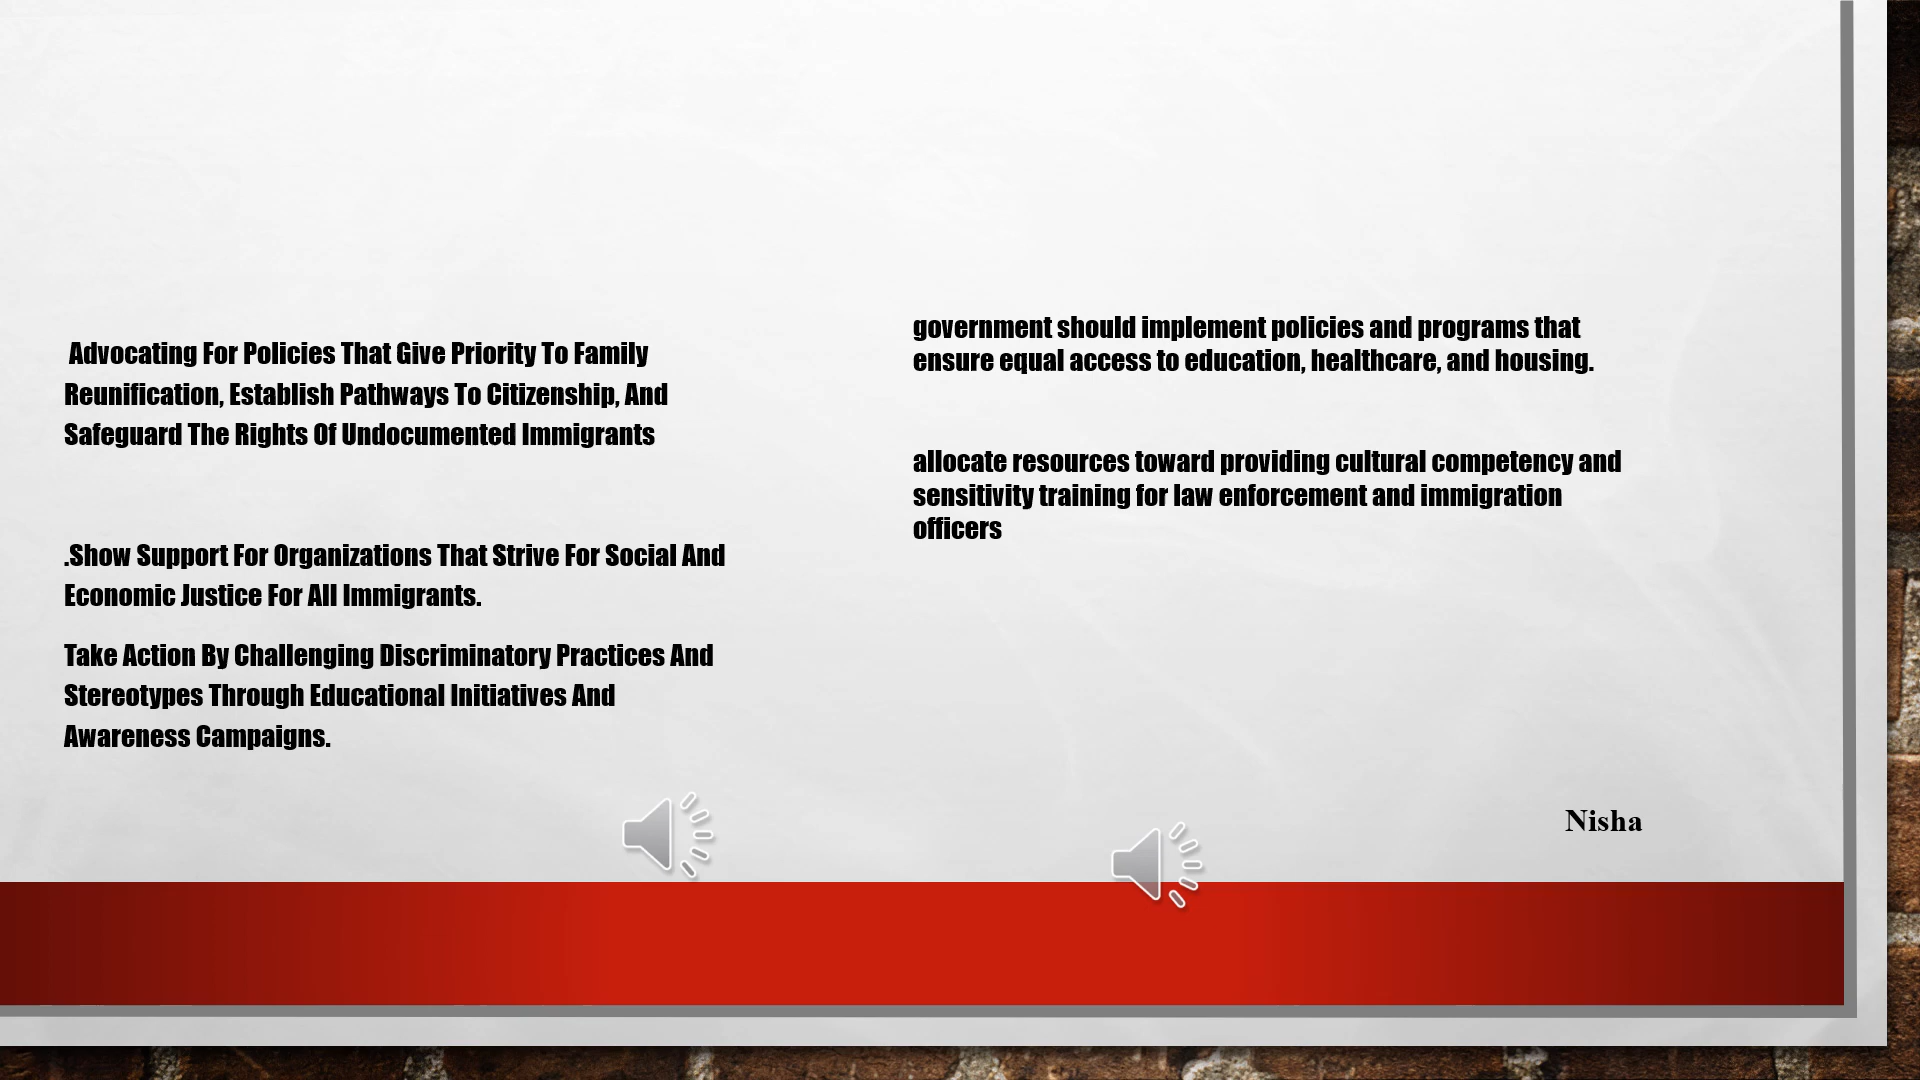 Advocating For Policies That Give Priority To Family
Reunification, Establish Pathways To Citizenship, And
Safeguard The Rights Of Undocumented Immigrants
.Show Support For Organizations That Strive For Social And
Economic Justice For All Immigrants.
Take Action By Challenging Discriminatory Practices And
Stereotypes Through Educational Initiatives And
Awareness Campaigns.
government should implement policies and programs that
ensure equal access to education, healthcare, and housing.
allocate resources toward providing cultural competency and
sensitivity training for law enforcement and immigration
officers
Nisha